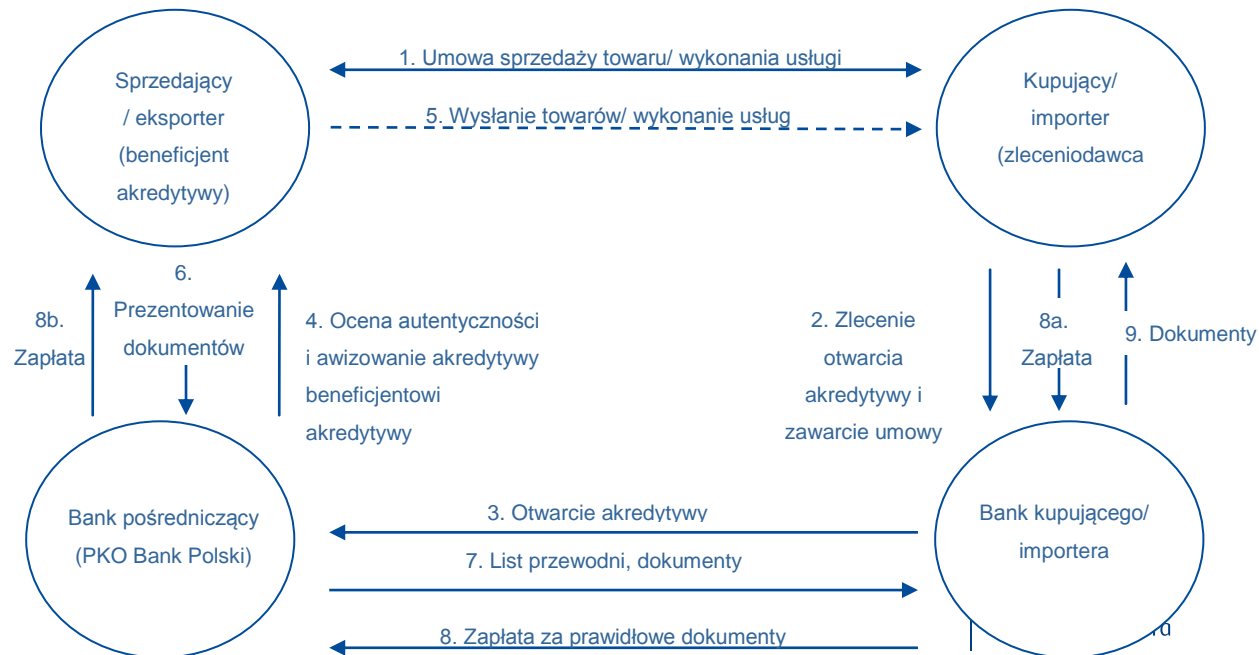 1. Umowa sprzedaży towaru/ wykonania usługi
Sprzedający
/ eksporter
(beneficjent
akredytywy)
Kupujący/
importer
(zleceniodawca
5. Wysłanie towarów/ wykonanie usług
6.
Prezentowanie
dokumentów
8b.
Zapłata
4. Ocena autentyczności
i awizowanie akredytywy
beneficjentowi
akredytywy
2. Zlecenie
otwarcia
akredytywy i
zawarcie umowy
8a.
Zapłata
9. Dokumenty
Bank pośredniczący
(PKO Bank Polski)
3. Otwarcie akredytywy
7. List przewodni, dokumenty
8. Zapłata za prawidłowe dokumenty
Bank kupującego/
importera